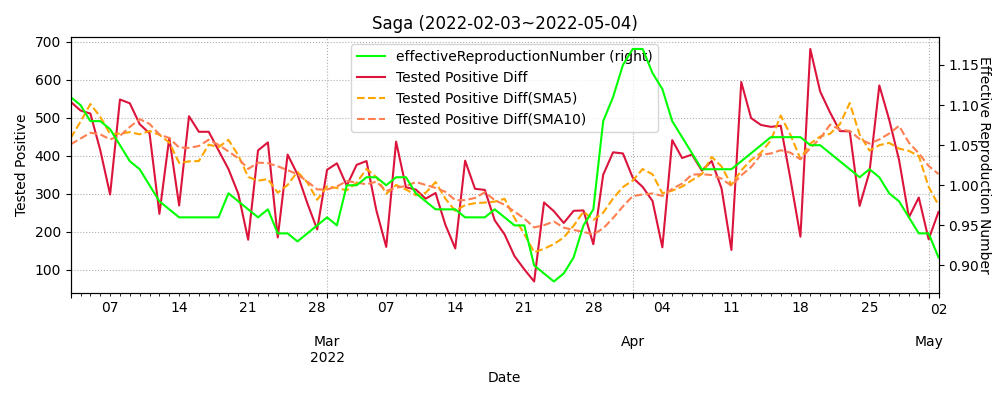 Saga (2022-02-03~2022-05-04)
effectiveReproductionNumber (right)
Tested Positive Diff
Tested Positive Diff(SMA5)
Tested Positive Diff(SMA10)
Tested Positive
700
600
500
400
300
200
100
1.15
1.10
1.05
1.00
0.95
0.90
Effective Reproduction Number
07 14 21 28 07 14 21 28 04 11 18 25 02
Mar Apr May
2022
Date